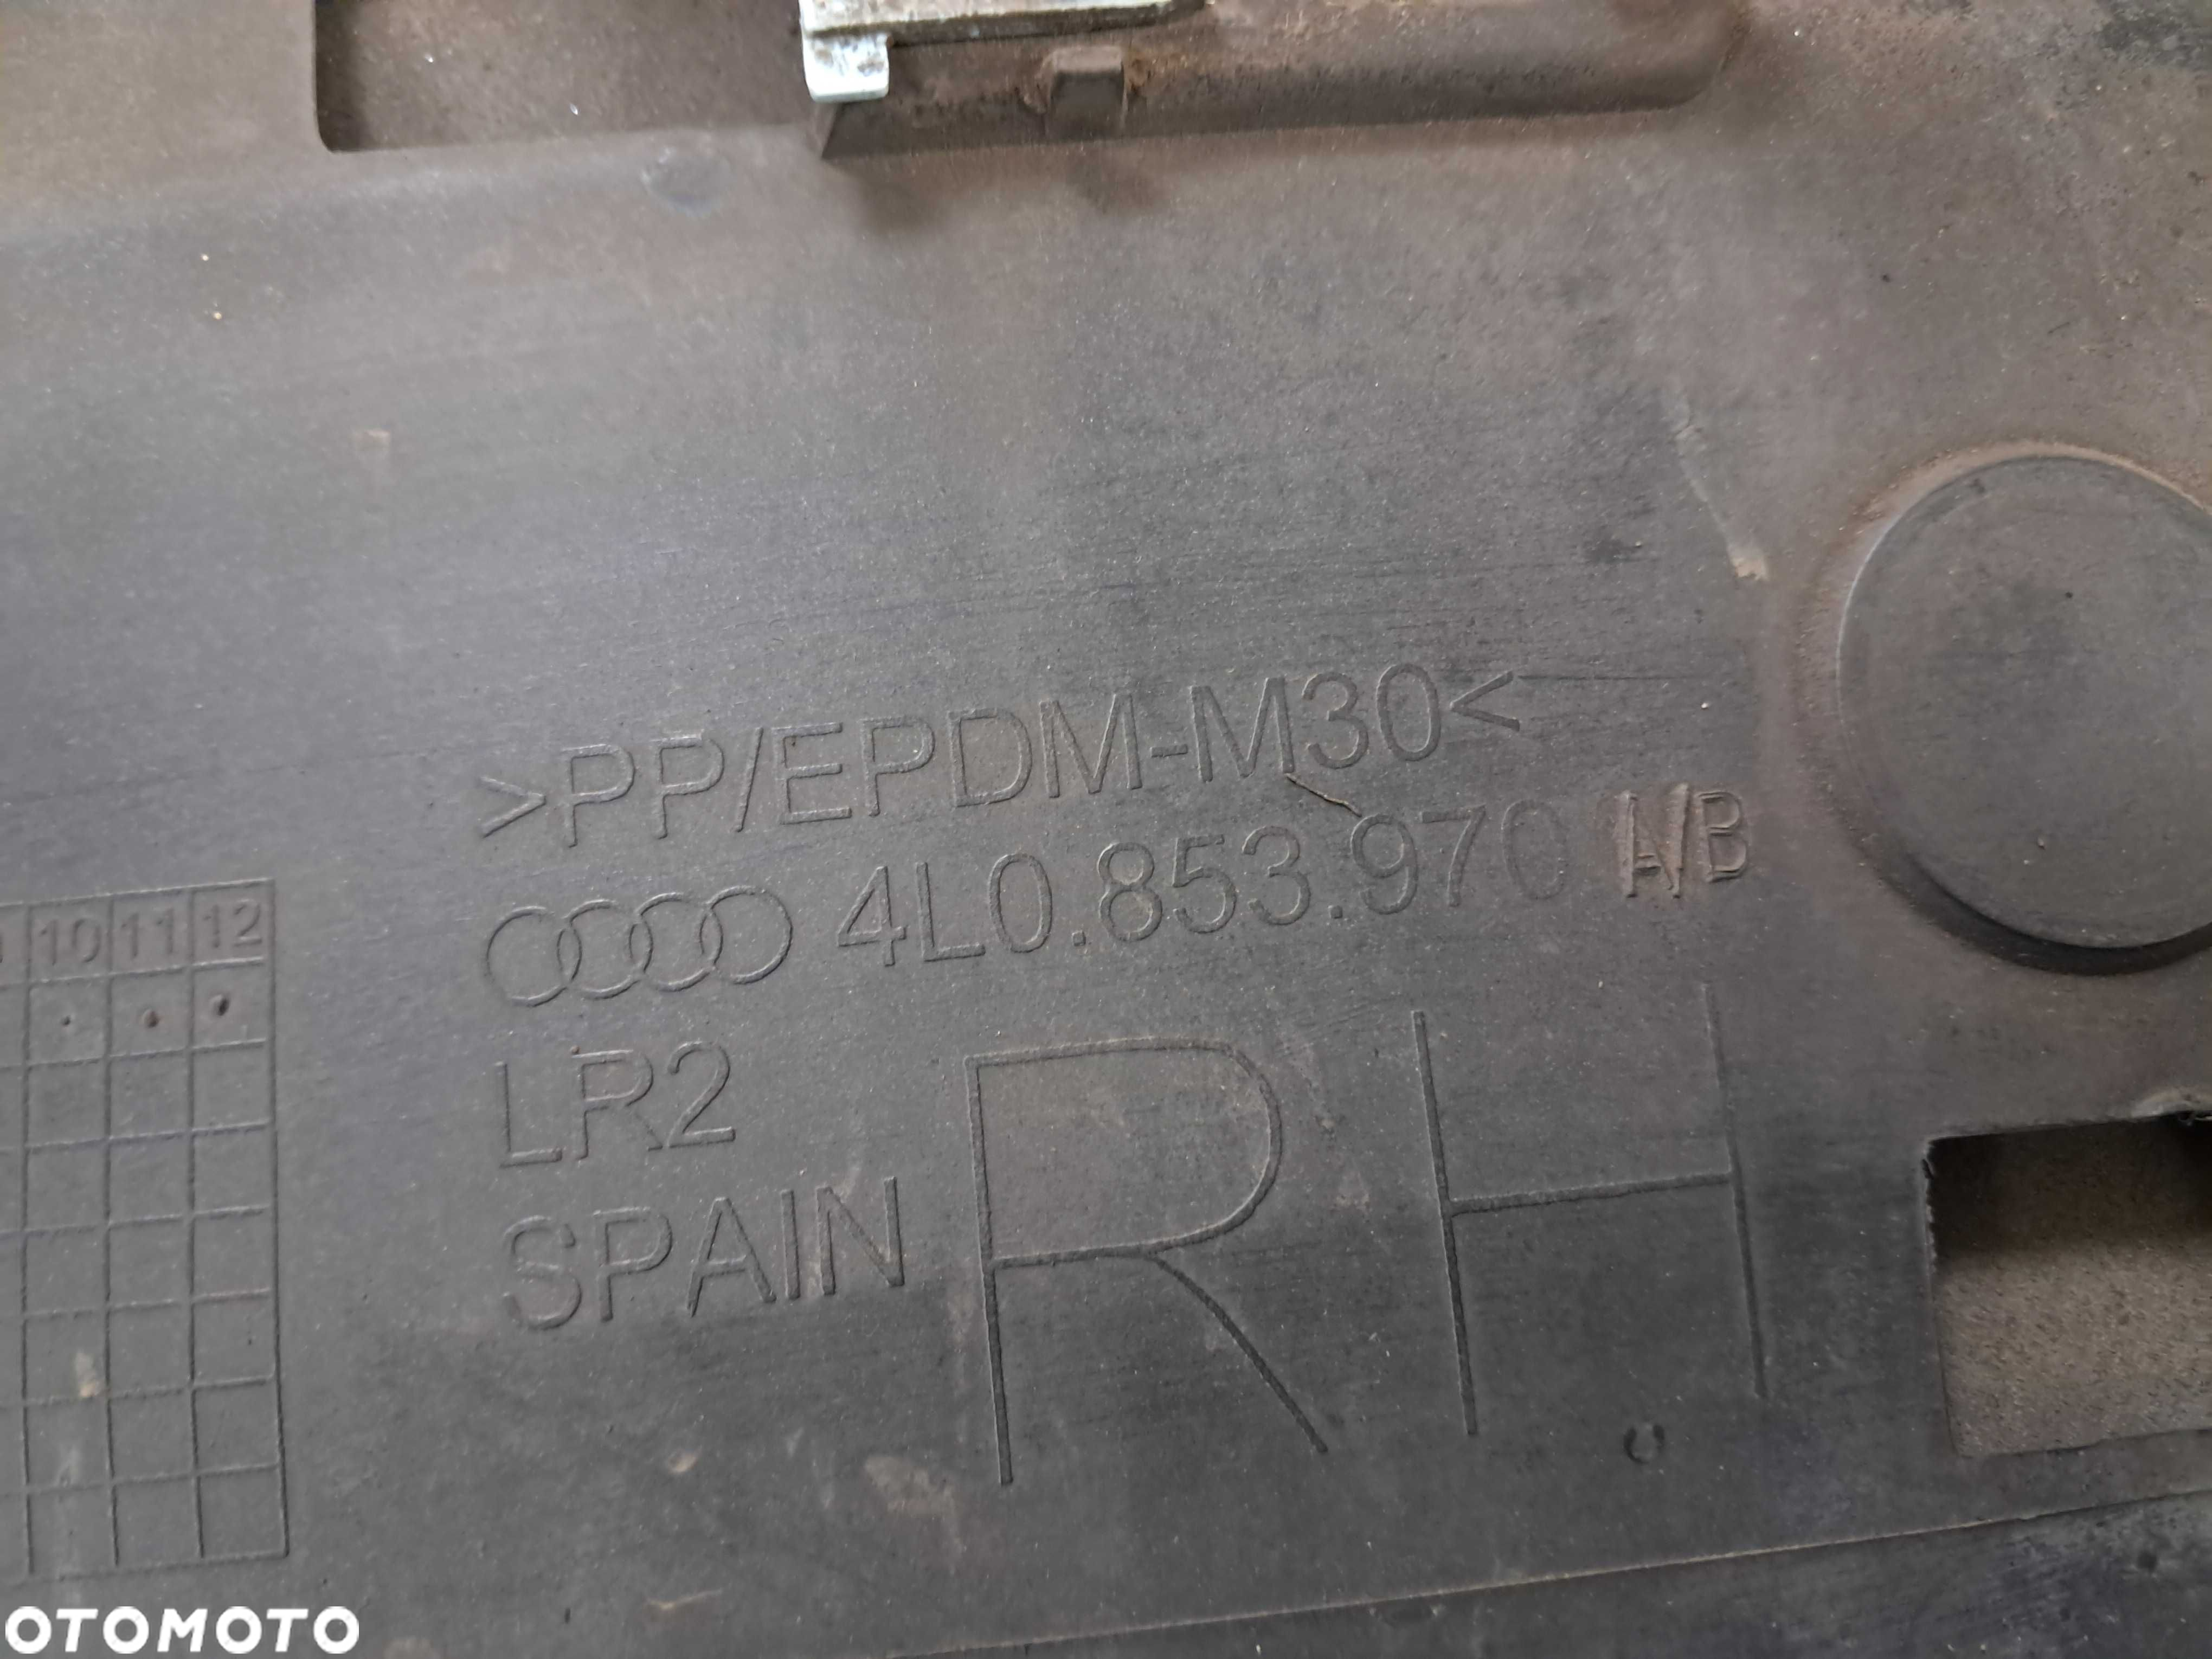 >PP/EPDM-M30<
4L0.853.970 A/B
10 11 12
LR2
SPAIN
RH
OTOMOTO